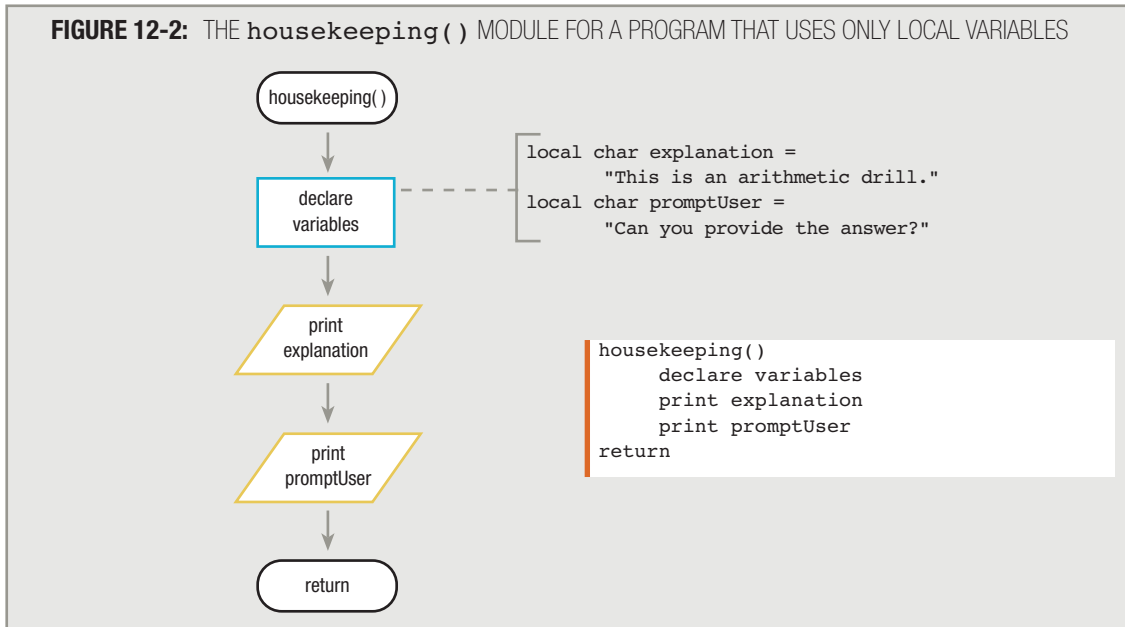 FIGURE 12-2: THE housekeeping() MODULE FOR A PROGRAM THAT USES ONLY LOCAL VARIABLES
housekeeping( )
declare
variables
local char explanation =
"This is an arithmetic drill."
local char promptUser =
"Can you provide the answer?"
print
explanation
print
promptUser
return
housekeeping()
declare variables
print explanation
print promptUser
return